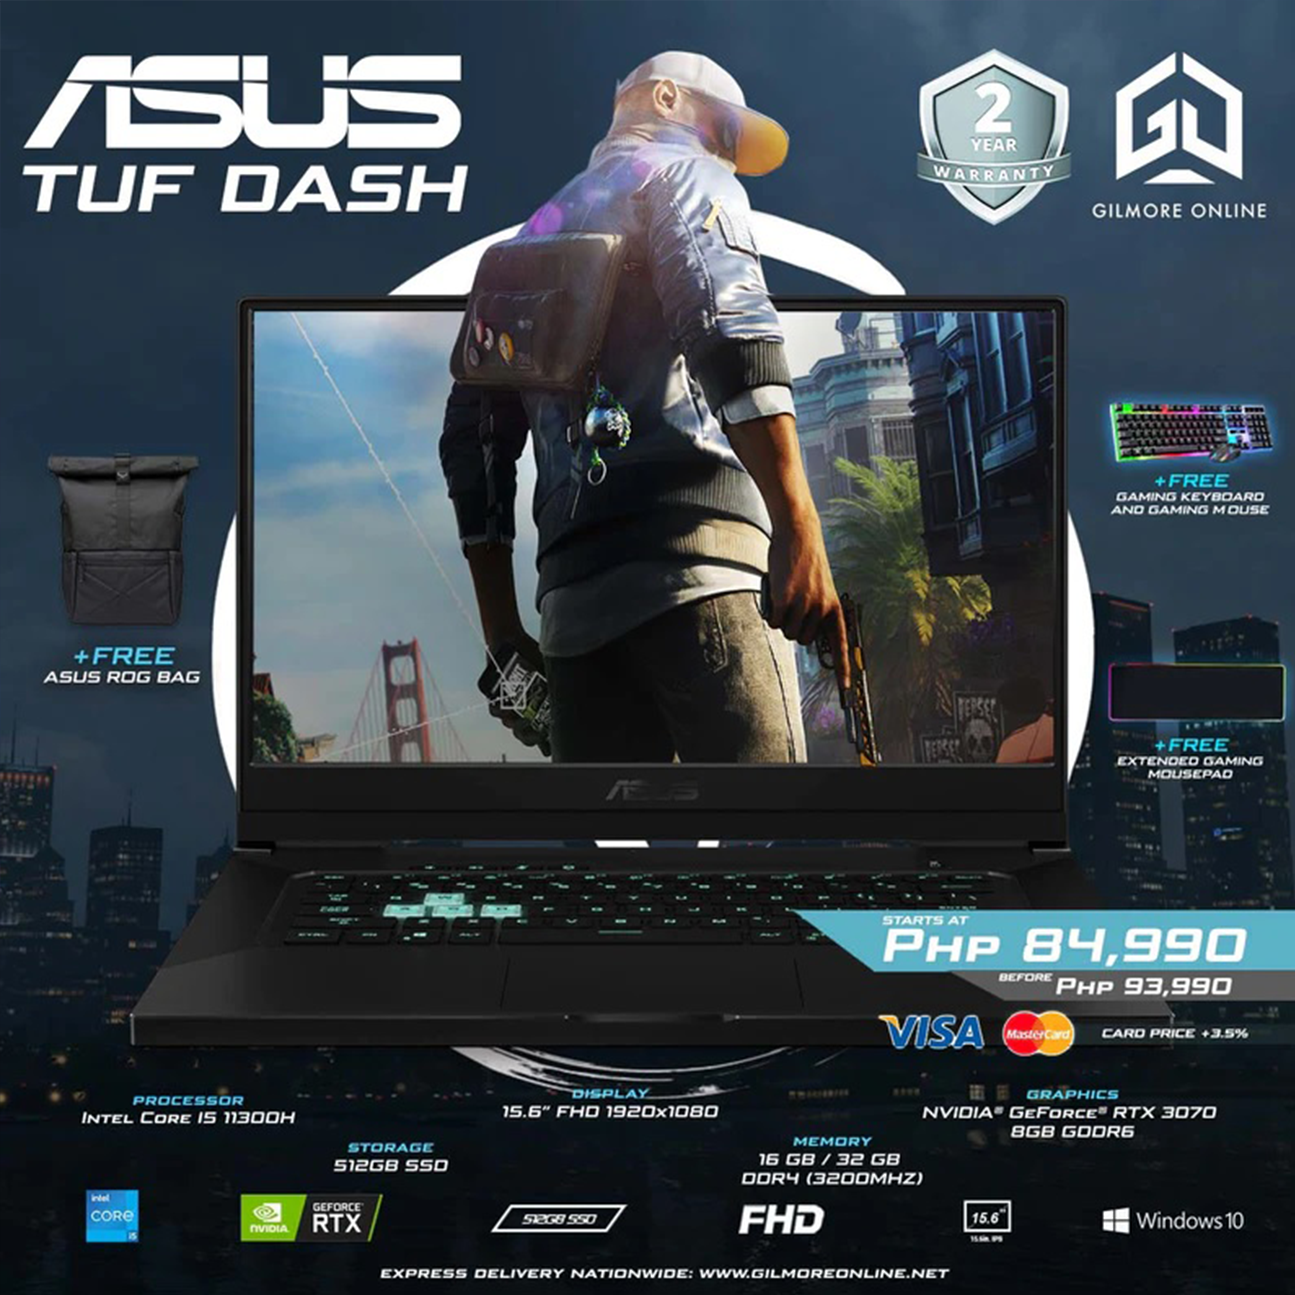 ASUS
TUF DASH
2
YEAR
WARRANTY
GL
GILMORE ONLINE
+FREE
GAMING KEYBOARD
AND GAMING MOUSE
+FREE
ASUS ROG BAG
+FREE
EXTENDED GAMING
MOUSEPAD
ASUS
STARTS AT
PHP 84,990
BEFORE PHP 93,990
VISA MasterCard CARD PRICE +3.5%
PROCESSOR
INTEL CORE I5 11300H
DISPLAY
15.6" FHD 1920x1080
GRAPHICS
NVIDIA® GEFORCE® RTX 3070
8GB GDDR6
STORAGE
512GB SSD
MEMORY
16 GB / 32 GB
DDR4 (3200MHZ)
intel
CORE
i5
NVIDIA
GEFORCE
RTX
512GB SSD
FHD
15.6"
15.6in. IPS
Windows 10
EXPRESS DELIVERY NATIONWIDE: WWW.GILMOREONLINE.NET